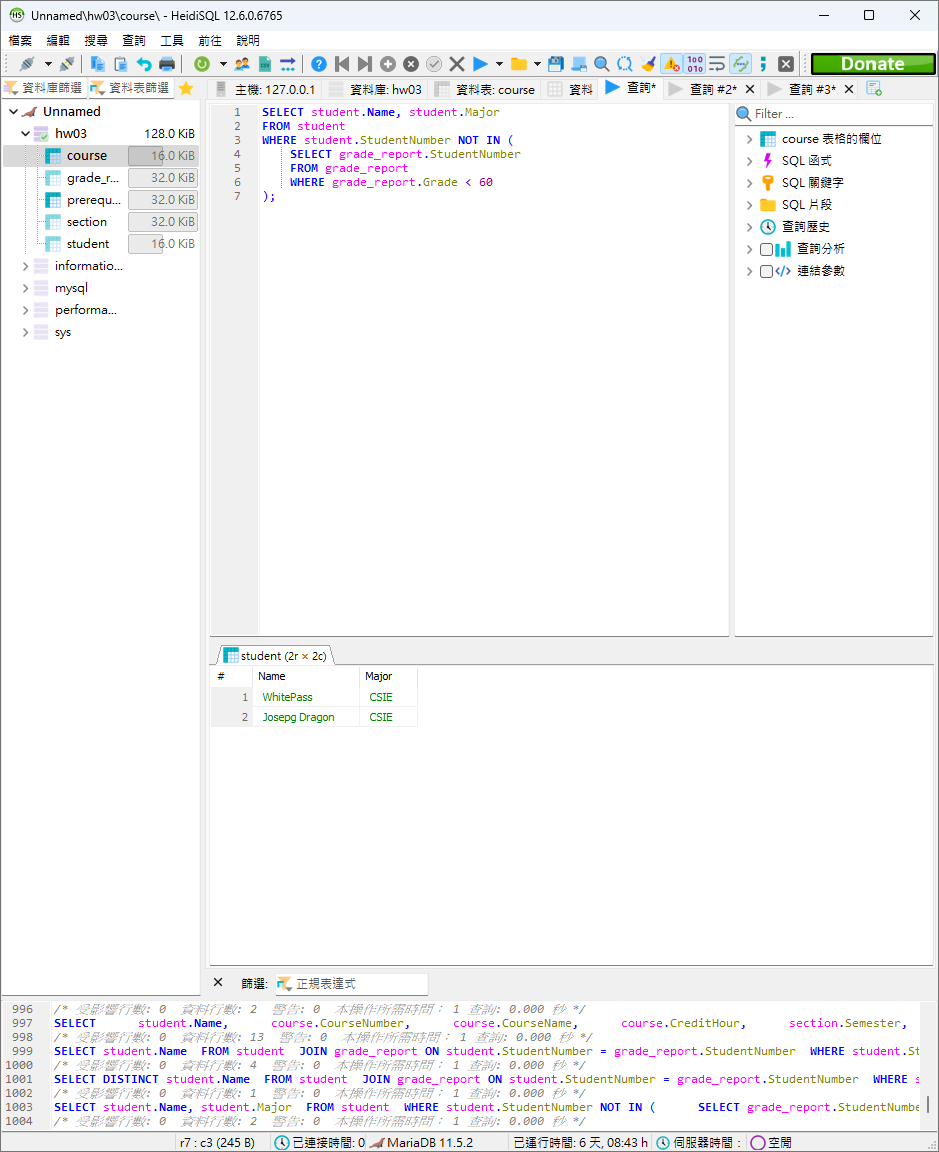 Unnamed\hw03\course\ - HeidiSQL 12.6.0.6765
檔案 編輯 搜尋 查詢 工具 前往 說明
Donate
資料庫篩選 資料表篩選 主機: 127.0.0.1 資料庫: hw03 資料表: course 資料 查詢* 查詢 #2* 查詢 #3*
Unnamed
hw03 128.0 KiB
course 16.0 KiB
grade_r... 32.0 KiB
prerequ... 32.0 KiB
section 32.0 KiB
student 16.0 KiB
informatio...
mysql
performa...
sys
1 SELECT student.Name, student.Major
2 FROM student
3 WHERE student.StudentNumber NOT IN (
4 SELECT grade_report.StudentNumber
5 FROM grade_report
6 WHERE grade_report.Grade < 60
7 );
Filter ...
course 表格的欄位
SQL 函式
SQL 關鍵字
SQL 片段
查詢歷史
查詢分析
連結參數
student (2r × 2c)
# Name Major
1 WhitePass CSIE
2 Josepg Dragon CSIE
篩選: 正規表達式
996 /* 受影響行數: 0 資料行數: 2 警告: 0 本操作所需時間： 1 查詢: 0.000 秒 */
997 SELECT student.Name, course.CourseNumber, course.CourseName, course.CreditHour, section.Semester,
998 /* 受影響行數: 0 資料行數: 13 警告: 0 本操作所需時間： 1 查詢: 0.000 秒 */
999 SELECT student.Name FROM student JOIN grade_report ON student.StudentNumber = grade_report.StudentNumber WHERE student.St
1000 /* 受影響行數: 0 資料行數: 4 警告: 0 本操作所需時間： 1 查詢: 0.000 秒 */
1001 SELECT DISTINCT student.Name FROM student JOIN grade_report ON student.StudentNumber = grade_report.StudentNumber WHERE s
1002 /* 受影響行數: 0 資料行數: 1 警告: 0 本操作所需時間： 1 查詢: 0.000 秒 */
1003 SELECT student.Name, student.Major FROM student WHERE student.StudentNumber NOT IN ( SELECT grade_report.StudentNumbe
1004 /* 受影響行數: 0 資料行數: 2 警告: 0 本操作所需時間： 1 查詢: 0.000 秒 */
r7 : c3 (245 B) 已連接時間: 0 MariaDB 11.5.2 已運行時間: 6 天, 08:43 h 伺服器時間： 空閒